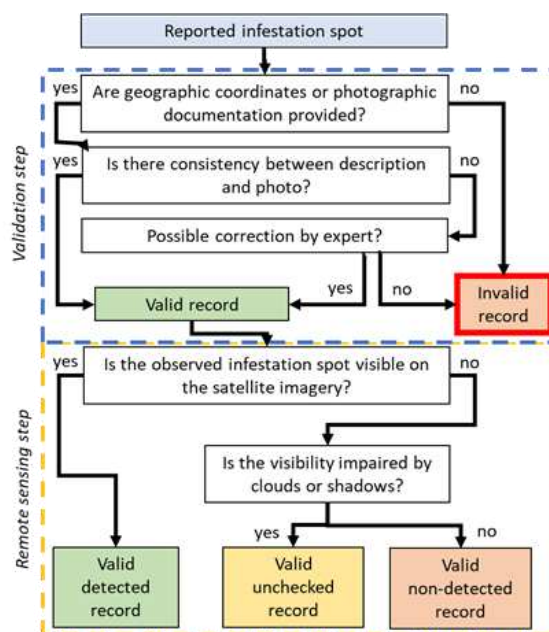 Reported infestation spot
yes
Are geographic coordinates or photographic
documentation provided?
no
yes
Is there consistency between description
and photo?
no
Possible correction by expert?
Validation step
yes
no
Valid record
Invalid
record
yes
Is the observed infestation spot visible on
the satellite imagery?
no
Is the visibility impaired by
clouds or shadows?
Remote sensing step
yes
no
Valid
detected
record
Valid
unchecked
record
Valid
non-detected
record